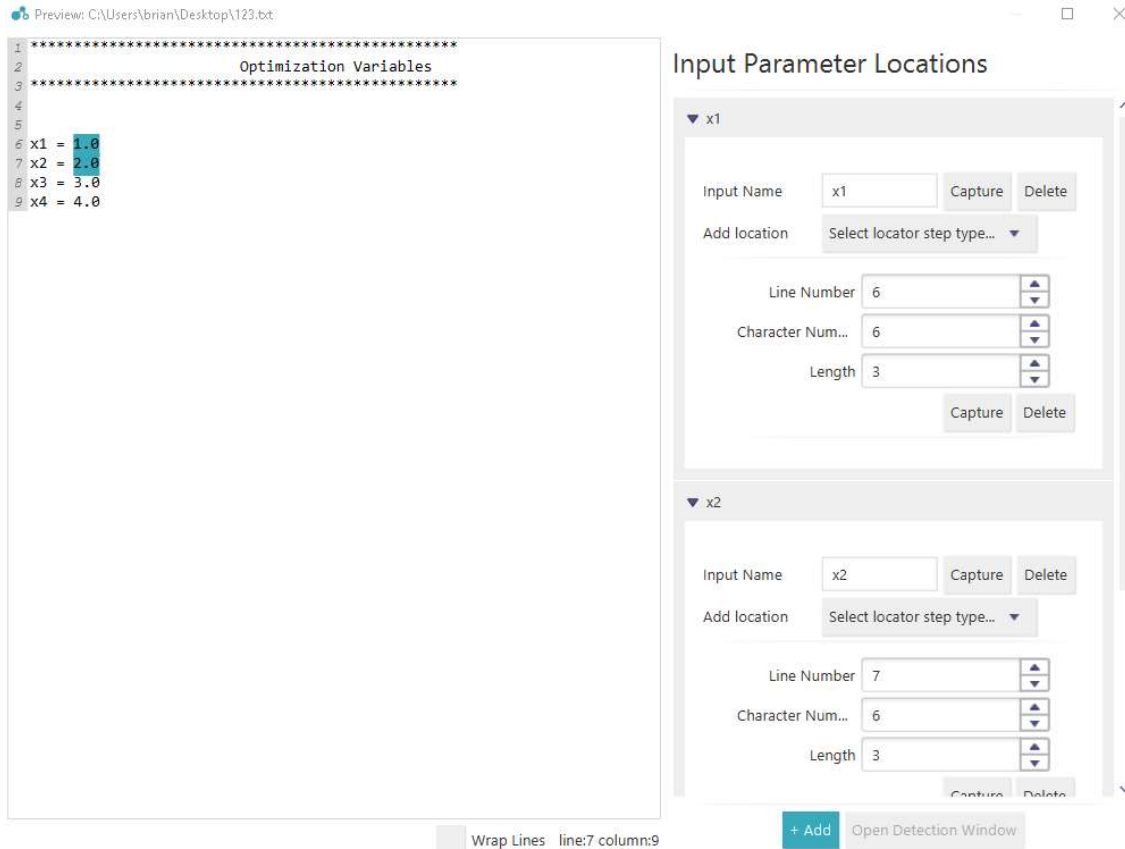 Preview: C:\Users\brian\Desktop\123.txt
1 *************************************************
2 Optimization Variables
3 *************************************************
4
5
6 x1 = 1.0
7 x2 = 2.0
8 x3 = 3.0
9 x4 = 4.0
Wrap Lines line:7 column:9
Input Parameter Locations
x1
Input Name x1 Capture Delete
Add location Select locator step type...
Line Number 6
Character Num... 6
Length 3
Capture Delete
x2
Input Name x2 Capture Delete
Add location Select locator step type...
Line Number 7
Character Num... 6
Length 3
Capture Delete
+ Add Open Detection Window